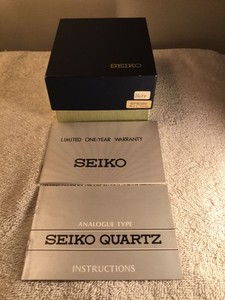 SEIKO
LIMITED ONE-YEAR WARRANTY
SEIKO
ANALOGUE TYPE
SEIKO QUARTZ
INSTRUCTIONS